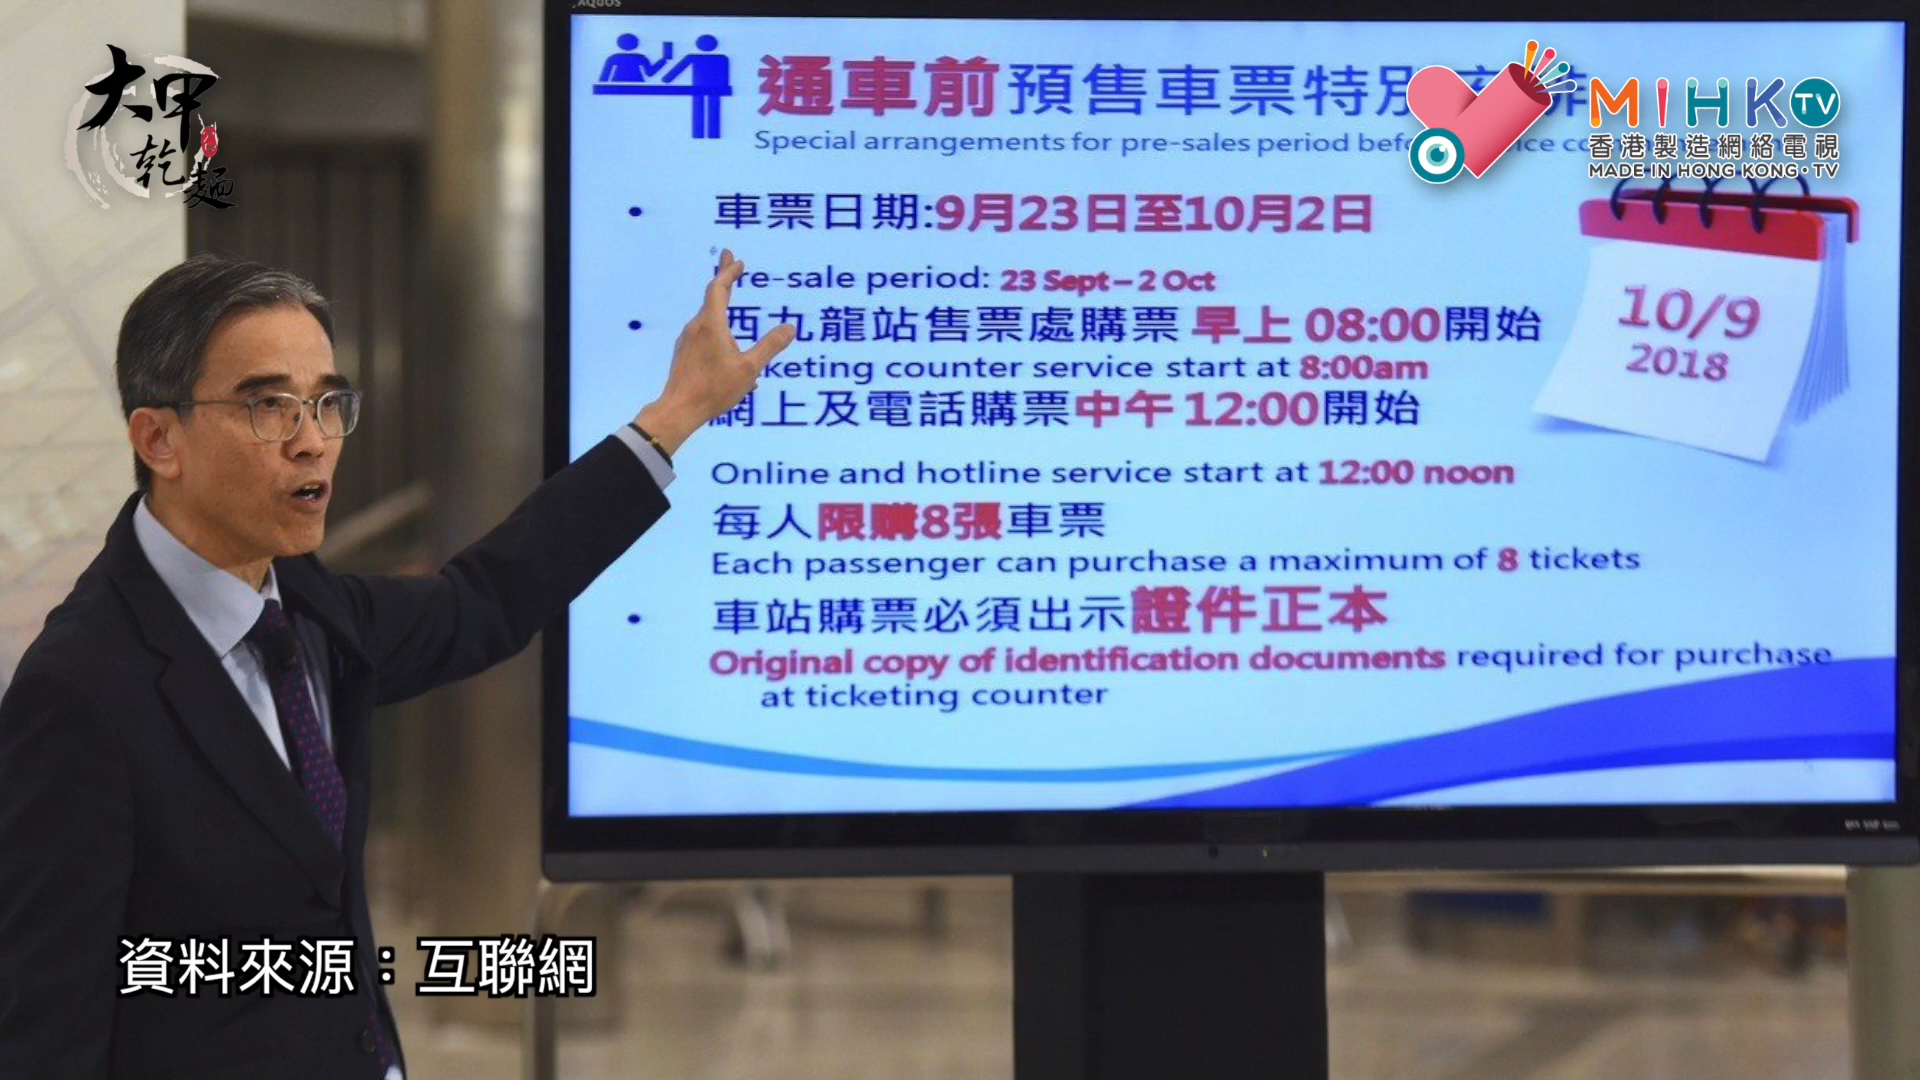 AQUOS
大甲
乾麵
通車前預售車票特別
Special arrangements for pre-sales period
MIHK TV
香港製造網絡電視
MADE IN HONG KONG·TV
• 車票日期:9月23日至10月2日
Pre-sale period: 23 Sept – 2 Oct
• 西九龍站售票處購票 早上 08:00開始
keting counter service start at 8:00am
網上及電話購票中午 12:00開始
Online and hotline service start at 12:00 noon
每人限購8張車票
Each passenger can purchase a maximum of 8 tickets
• 車站購票必須出示證件正本
Original copy of identification documents required for purchase
at ticketing counter
10/9
2018
資料來源：互聯網